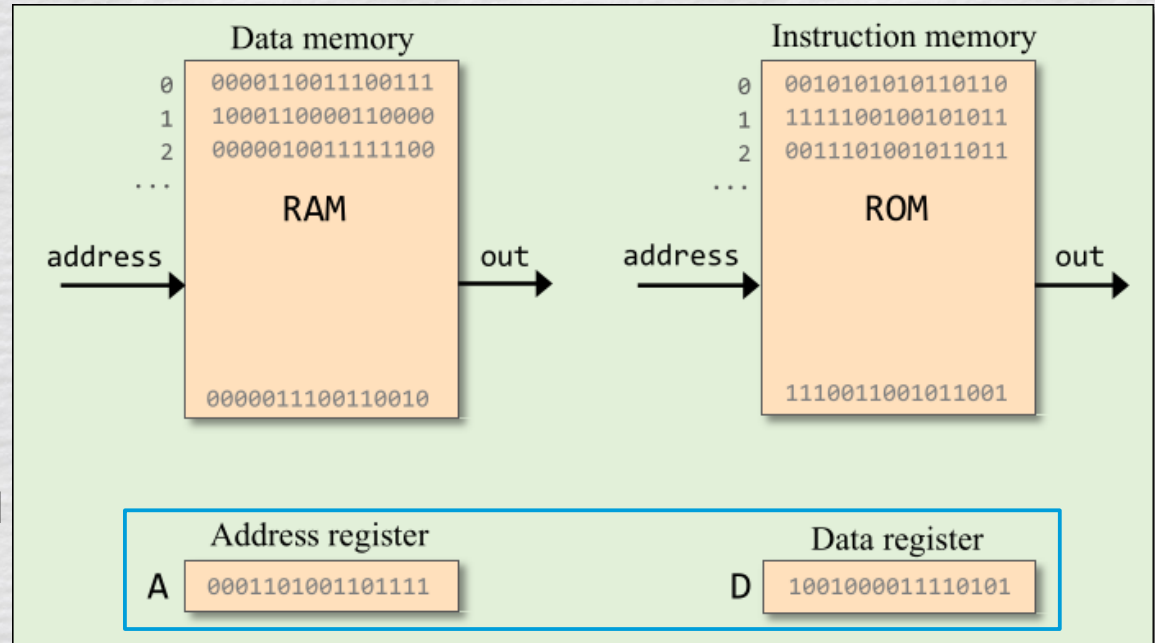 Data memory
0 0000110011100111
1 1000110000110000
2 0000010011111100
...
RAM
address
out
0000011100110010
Instruction memory
0 0010101010110110
1 1111100100101011
2 0011101001011011
...
ROM
address
out
1110011001011001
Address register
A 0001101001101111
Data register
D 1001000011110101